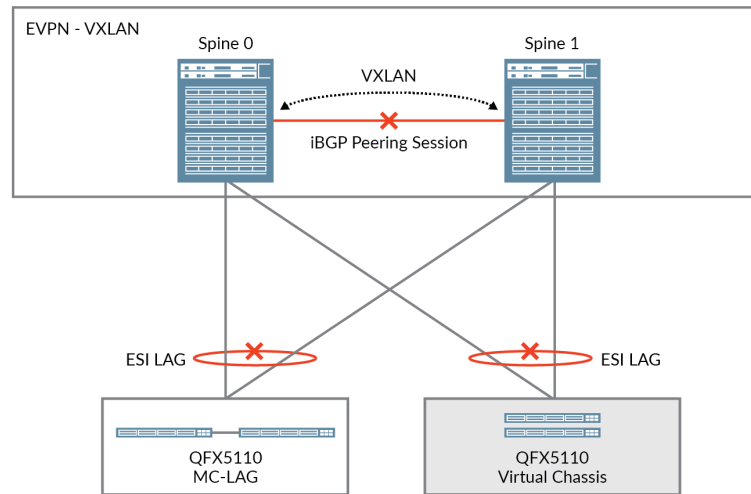 EVPN - VXLAN
Spine 0
Spine 1
VXLAN
iBGP Peering Session
ESI LAG
ESI LAG
QFX5110
MC-LAG
QFX5110
Virtual Chassis